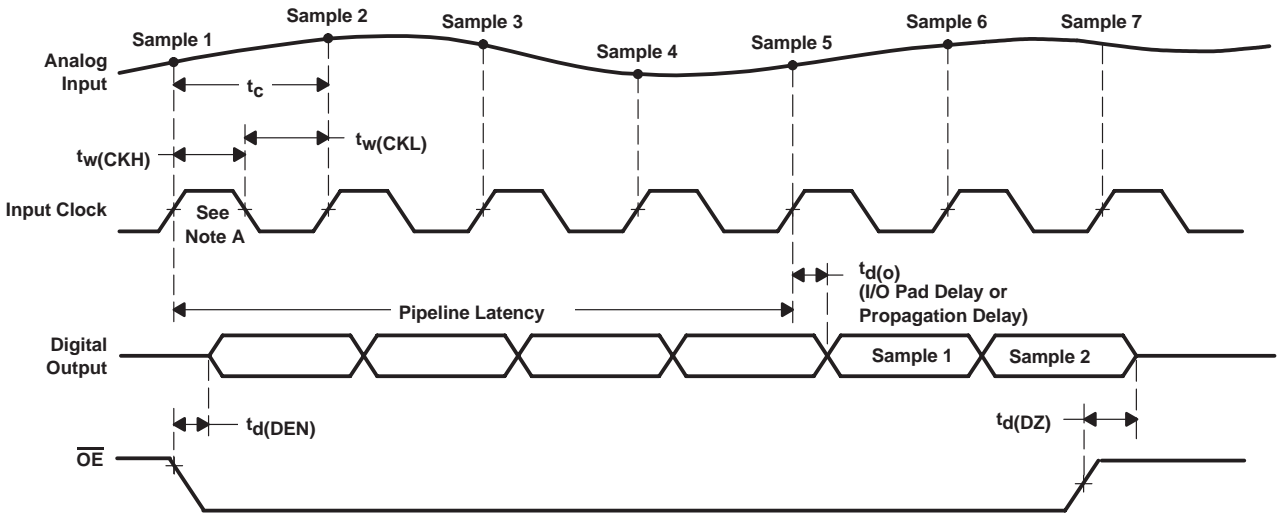 Sample 1
Sample 2
Sample 3
Sample 4
Sample 5
Sample 6
Sample 7
Analog
Input
tc
tw(CKH)
tw(CKL)
Input Clock
See
Note A
td(o)
(I/O Pad Delay or
Propagation Delay)
Pipeline Latency
Digital
Output
Sample 1
Sample 2
td(DEN)
td(DZ)
OE